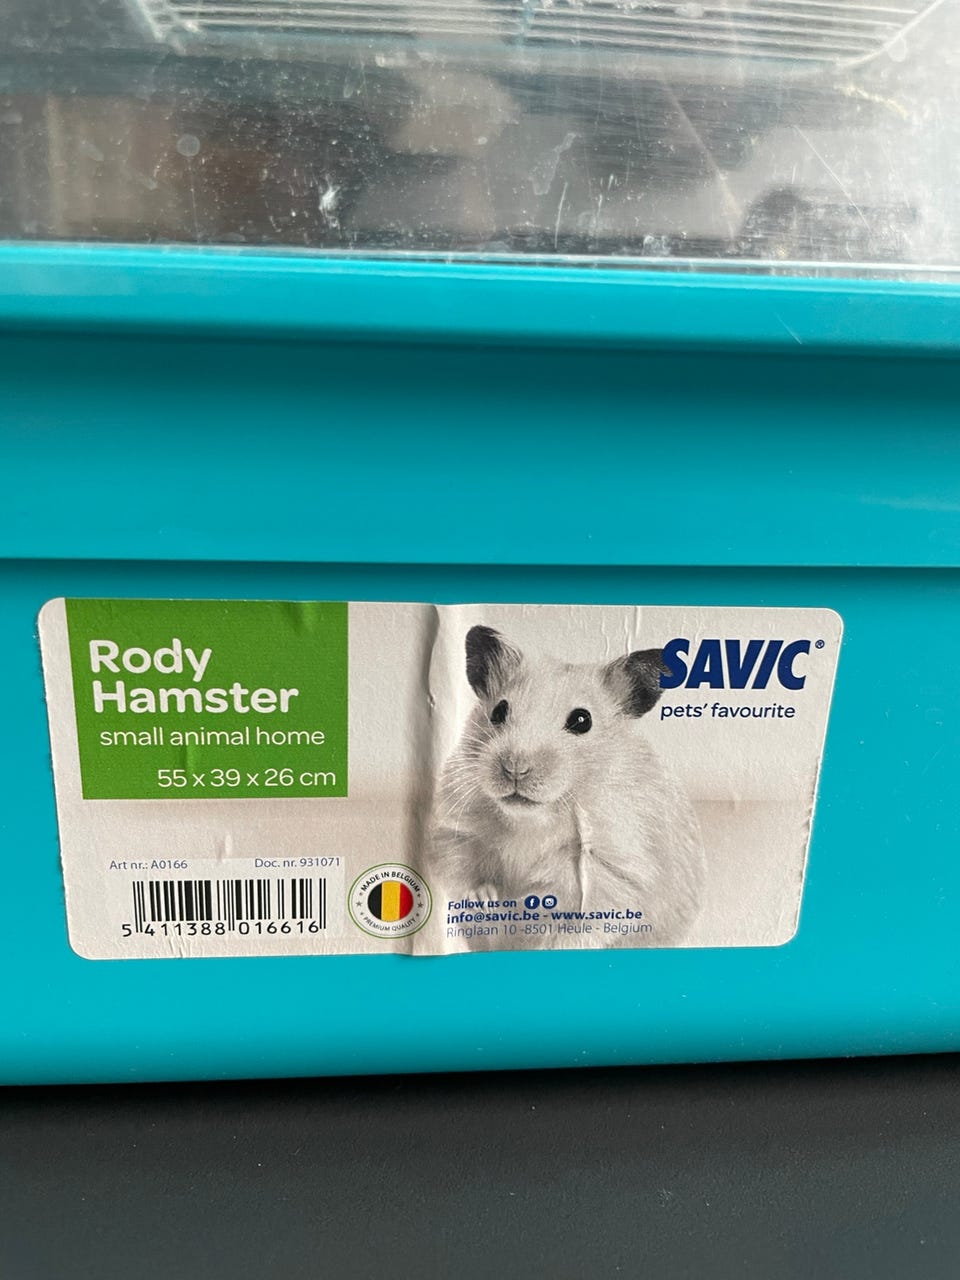 Rody
Hamster
small animal home
55 x 39 x 26 cm
SAVIC®
pets' favourite
Art nr.: A0166
Doc. nr. 931071
5 411388 016616
MADE IN BELGIUM
PREMIUM QUALITY
Follow us on
info@savic.be - www.savic.be
Ringlaan 10 -8501 Heule - Belgium